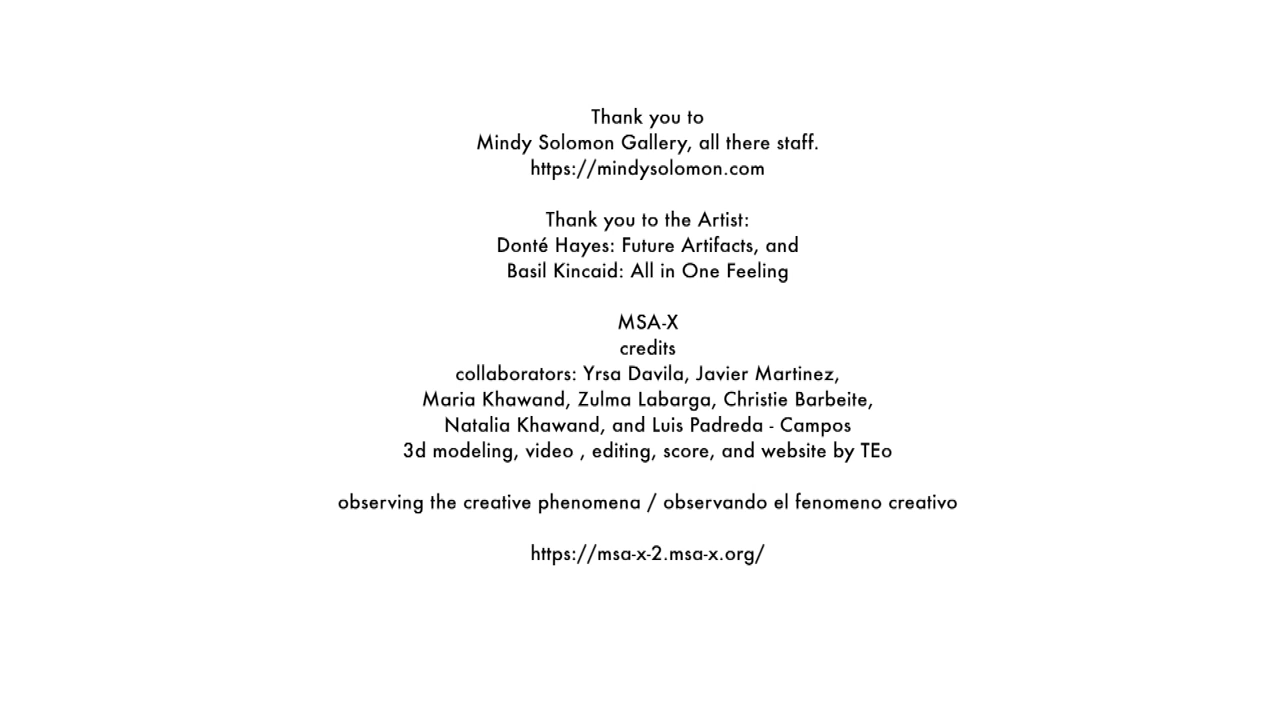 Thank you to
Mindy Solomon Gallery, all there staff.
https://mindysolomon.com
Thank you to the Artist:
Donté Hayes: Future Artifacts, and
Basil Kincaid: All in One Feeling
MSA-X
credits
collaborators: Yrsa Davila, Javier Martinez,
Maria Khawand, Zulma Labarga, Christie Barbeite,
Natalia Khawand, and Luis Padreda - Campos
3d modeling, video , editing, score, and website by TEo
observing the creative phenomena / observando el fenomeno creativo
https://msa-x-2.msa-x.org/